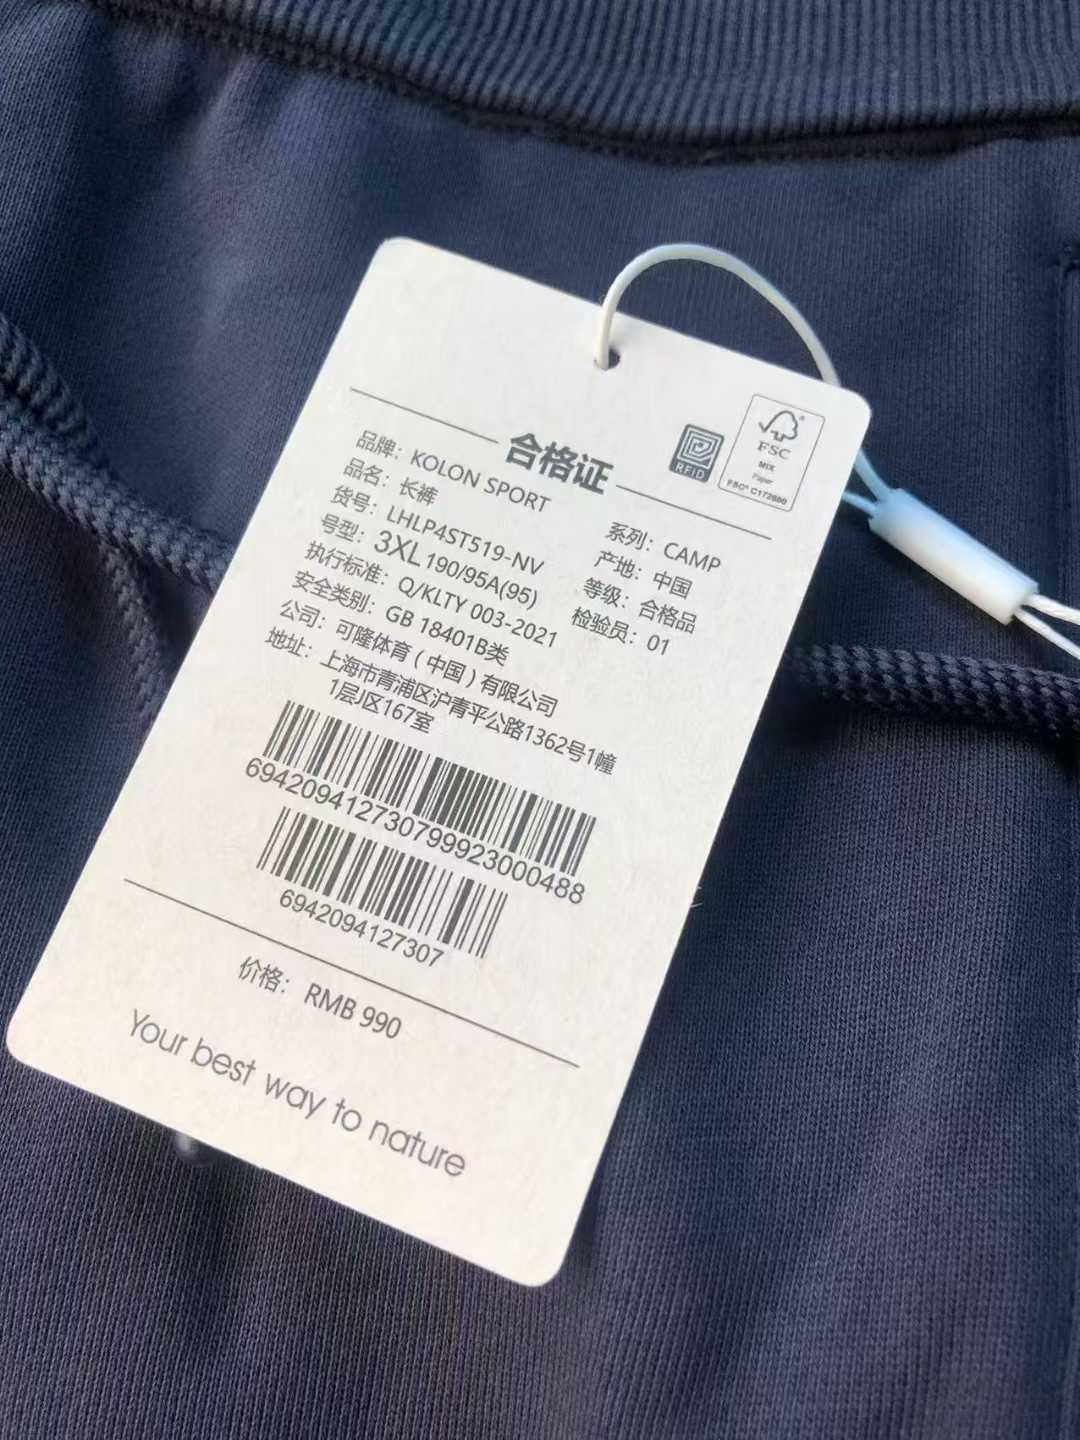 合格证
RFID
FSC
MIX
Paper
FSC® C172600
品牌：KOLON SPORT
品名：长裤
货号：LHLP4ST519-NV
号型：3XL 190/95A(95)
执行标准：Q/KLTY 003-2021
安全类别：GB 18401B类
系列：CAMP
产地：中国
等级：合格品
检验员：01
公司：可隆体育（中国）有限公司
地址：上海市青浦区沪青平公路1362号1幢
1层J区167室
69420941273079992300​0488
6942094127307
价格：RMB 990
Your best way to nature